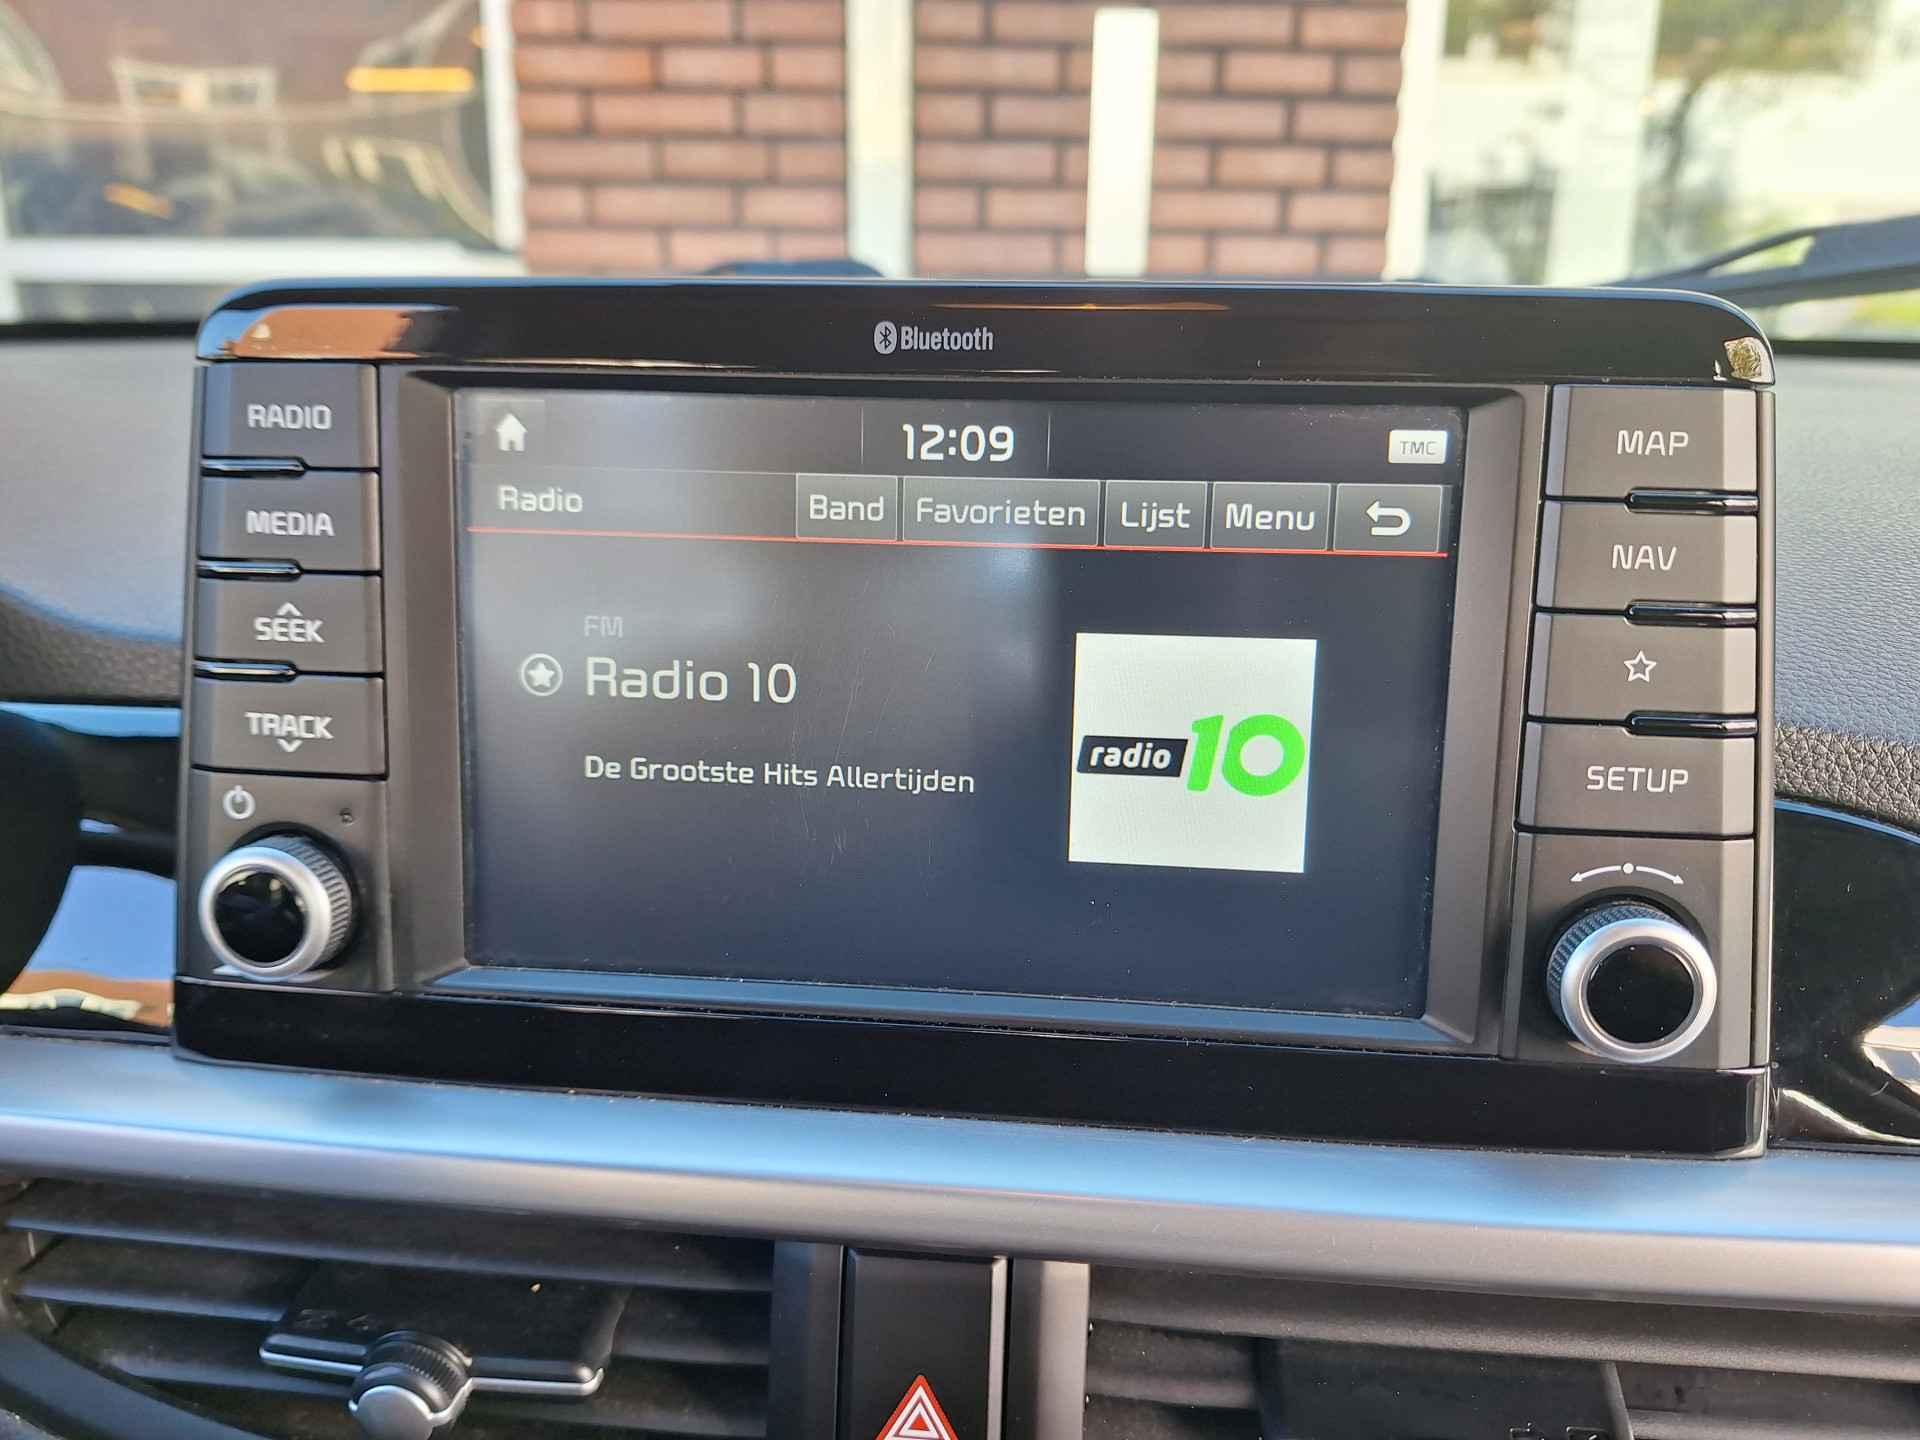 Bluetooth
RADIO
MEDIA
SEEK
TRACK
12:09
TMC
Radio
Band
Favorieten
Lijst
Menu
FM
Radio 10
De Grootste Hits Allertijden
radio 10
MAP
NAV
SETUP